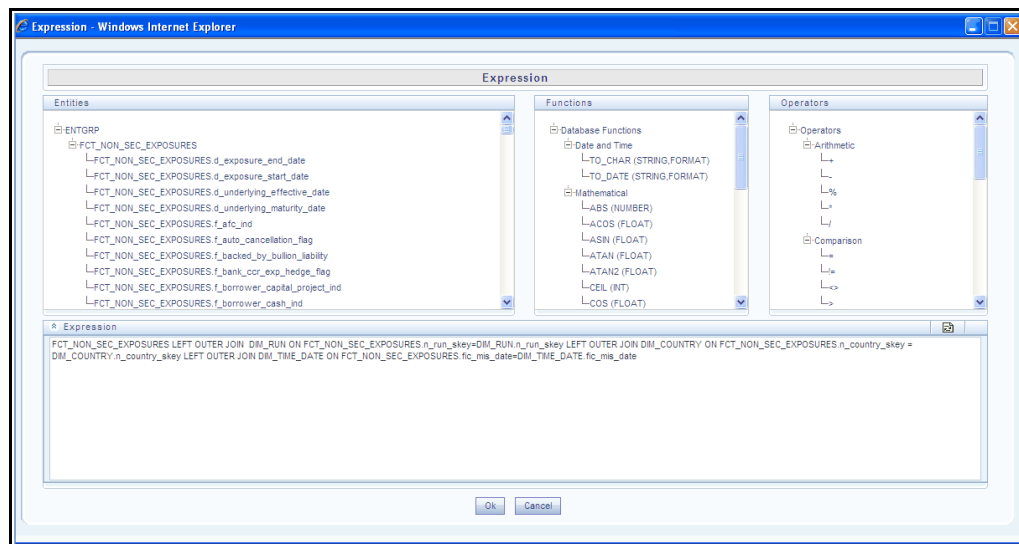 Expression - Windows Internet Explorer
Expression
Entities
ENTGRP
FCT_NON_SEC_EXPOSURES
FCT_NON_SEC_EXPOSURES.d_exposure_end_date
FCT_NON_SEC_EXPOSURES.d_exposure_start_date
FCT_NON_SEC_EXPOSURES.d_underlying_effective_date
FCT_NON_SEC_EXPOSURES.d_underlying_maturity_date
FCT_NON_SEC_EXPOSURES.f_afc_ind
FCT_NON_SEC_EXPOSURES.f_auto_cancellation_flag
FCT_NON_SEC_EXPOSURES.f_backed_by_bullion_liability
FCT_NON_SEC_EXPOSURES.f_bank_ccr_exp_hedge_flag
FCT_NON_SEC_EXPOSURES.f_borrower_capital_project_ind
FCT_NON_SEC_EXPOSURES.f_borrower_cash_ind
Functions
Database Functions
Date and Time
TO_CHAR (STRING,FORMAT)
TO_DATE (STRING,FORMAT)
Mathematical
ABS (NUMBER)
ACOS (FLOAT)
ASIN (FLOAT)
ATAN (FLOAT)
ATAN2 (FLOAT)
CEIL (INT)
COS (FLOAT)
Operators
Operators
Arithmetic
+
-
%
*
/
Comparison
=
!=
<>
>
Expression
FCT_NON_SEC_EXPOSURES LEFT OUTER JOIN  DIM_RUN ON FCT_NON_SEC_EXPOSURES.n_run_skey=DIM_RUN.n_run_skey LEFT OUTER JOIN DIM_COUNTRY ON FCT_NON_SEC_EXPOSURES.n_country_skey =
DIM_COUNTRY.n_country_skey LEFT OUTER JOIN DIM_TIME_DATE ON FCT_NON_SEC_EXPOSURES.fic_mis_date=DIM_TIME_DATE.fic_mis_date
Ok
Cancel